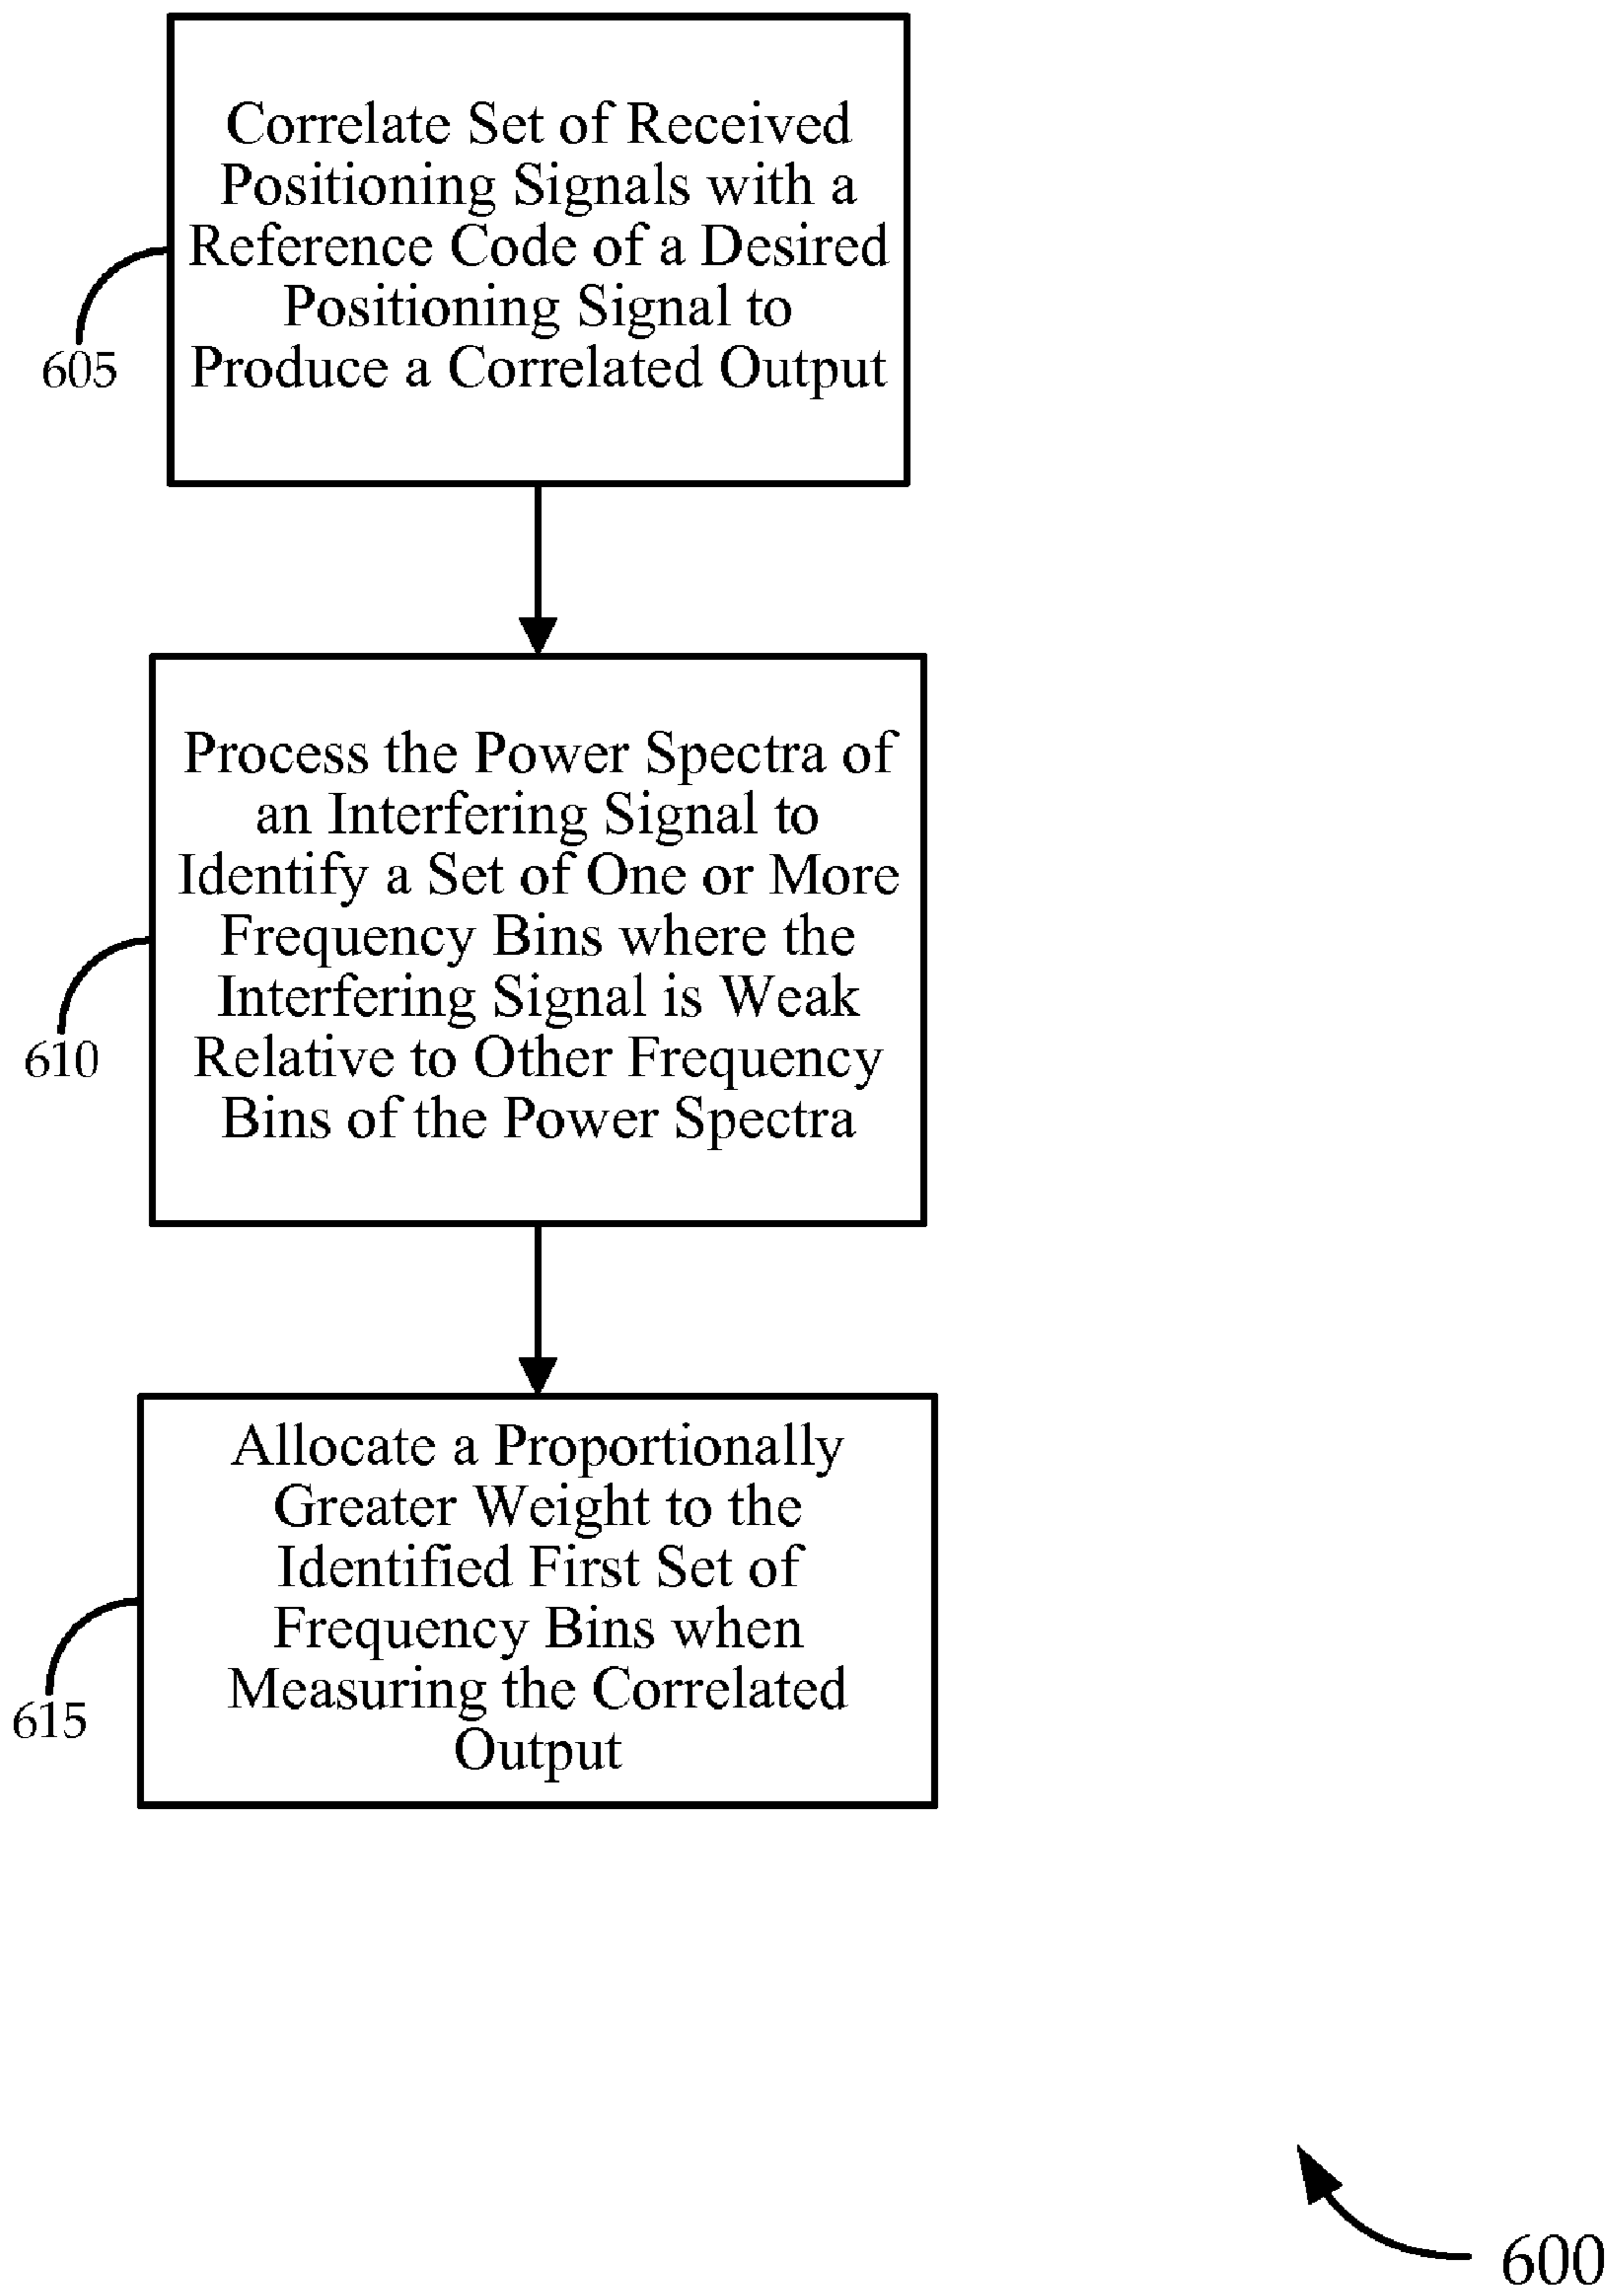 Correlate Set of Received
Positioning Signals with a
Reference Code of a Desired
Positioning Signal to
Produce a Correlated Output
605
Process the Power Spectra of
an Interfering Signal to
Identify a Set of One or More
Frequency Bins where the
Interfering Signal is Weak
Relative to Other Frequency
Bins of the Power Spectra
610
Allocate a Proportionally
Greater Weight to the
Identified First Set of
Frequency Bins when
Measuring the Correlated
Output
615
600